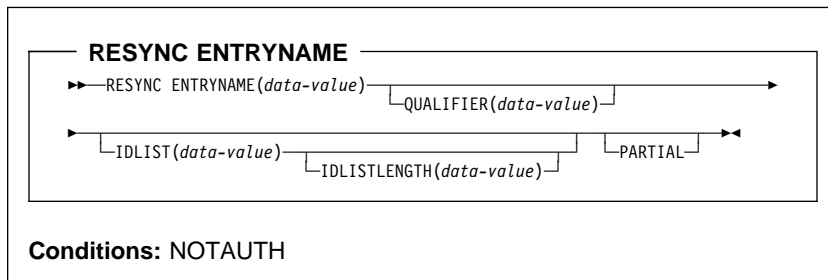 RESYNC ENTRYNAME
RESYNC ENTRYNAME(data-value)
QUALIFIER(data-value)
IDLIST(data-value)
IDLISTLENGTH(data-value)
PARTIAL
Conditions: NOTAUTH